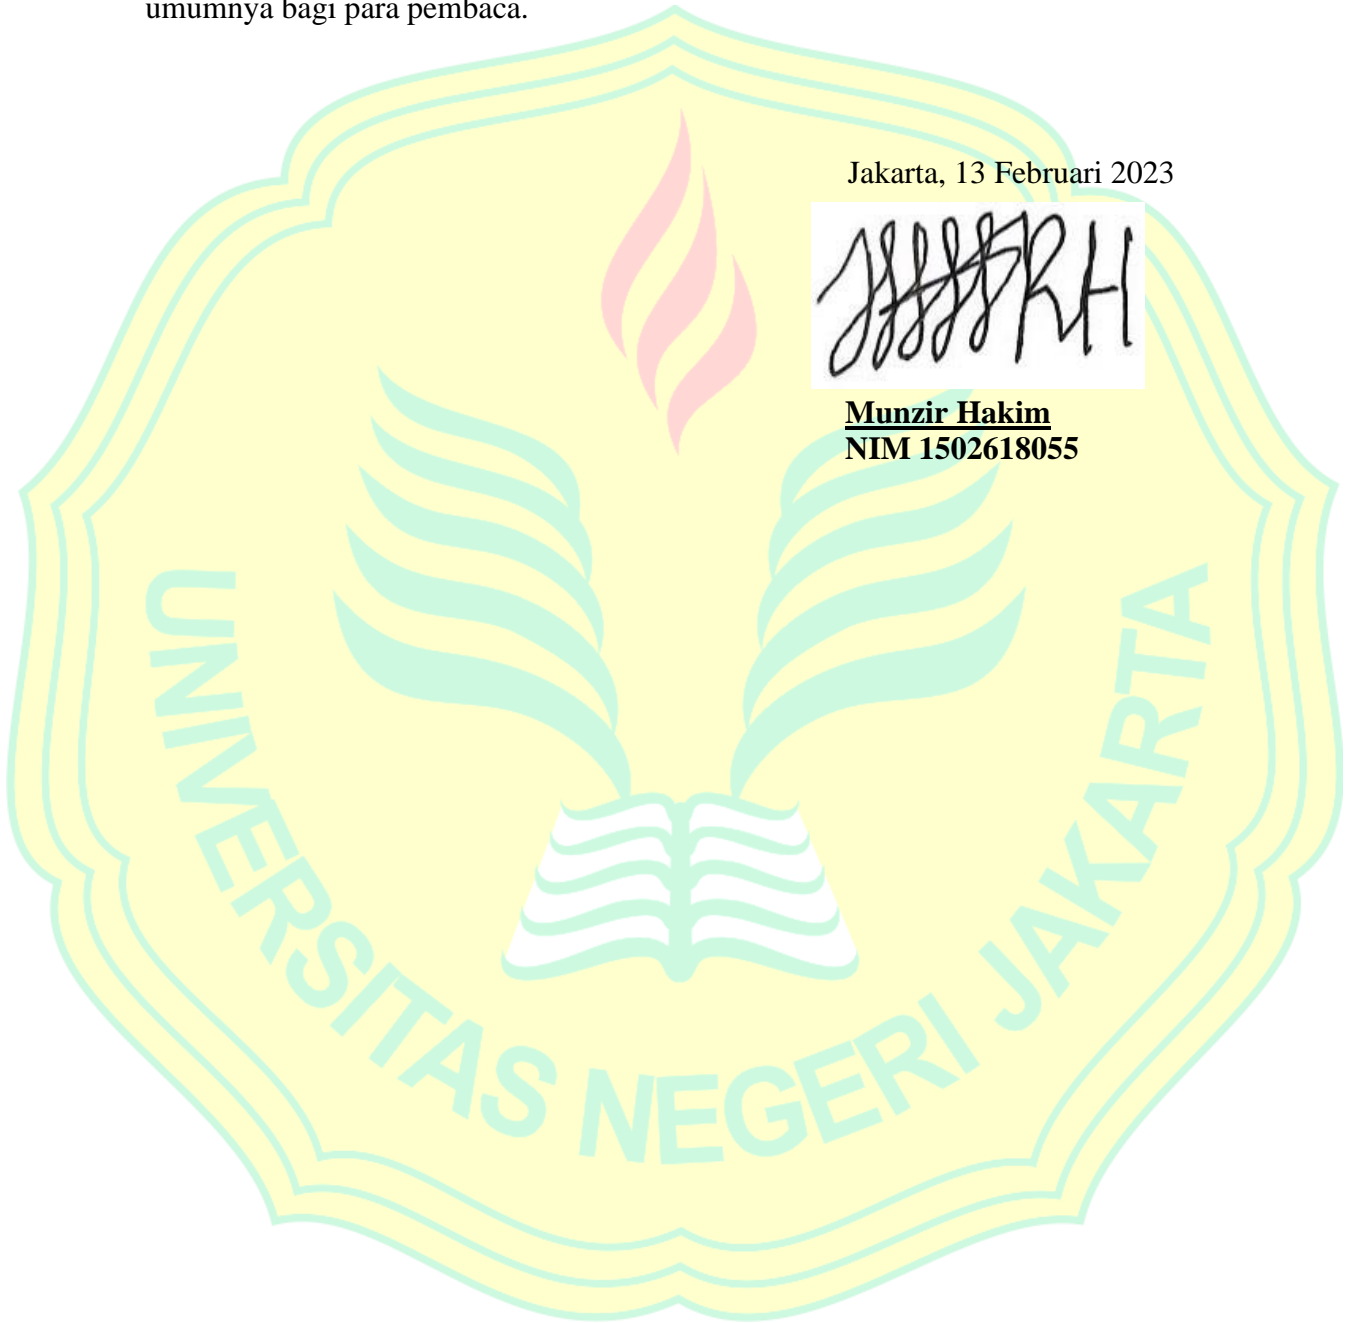 umumnya bagi para pembaca.
Jakarta, 13 Februari 2023
Munzir Hakim
NIM 1502618055
UNIVERSITAS NEGERI JAKARTA